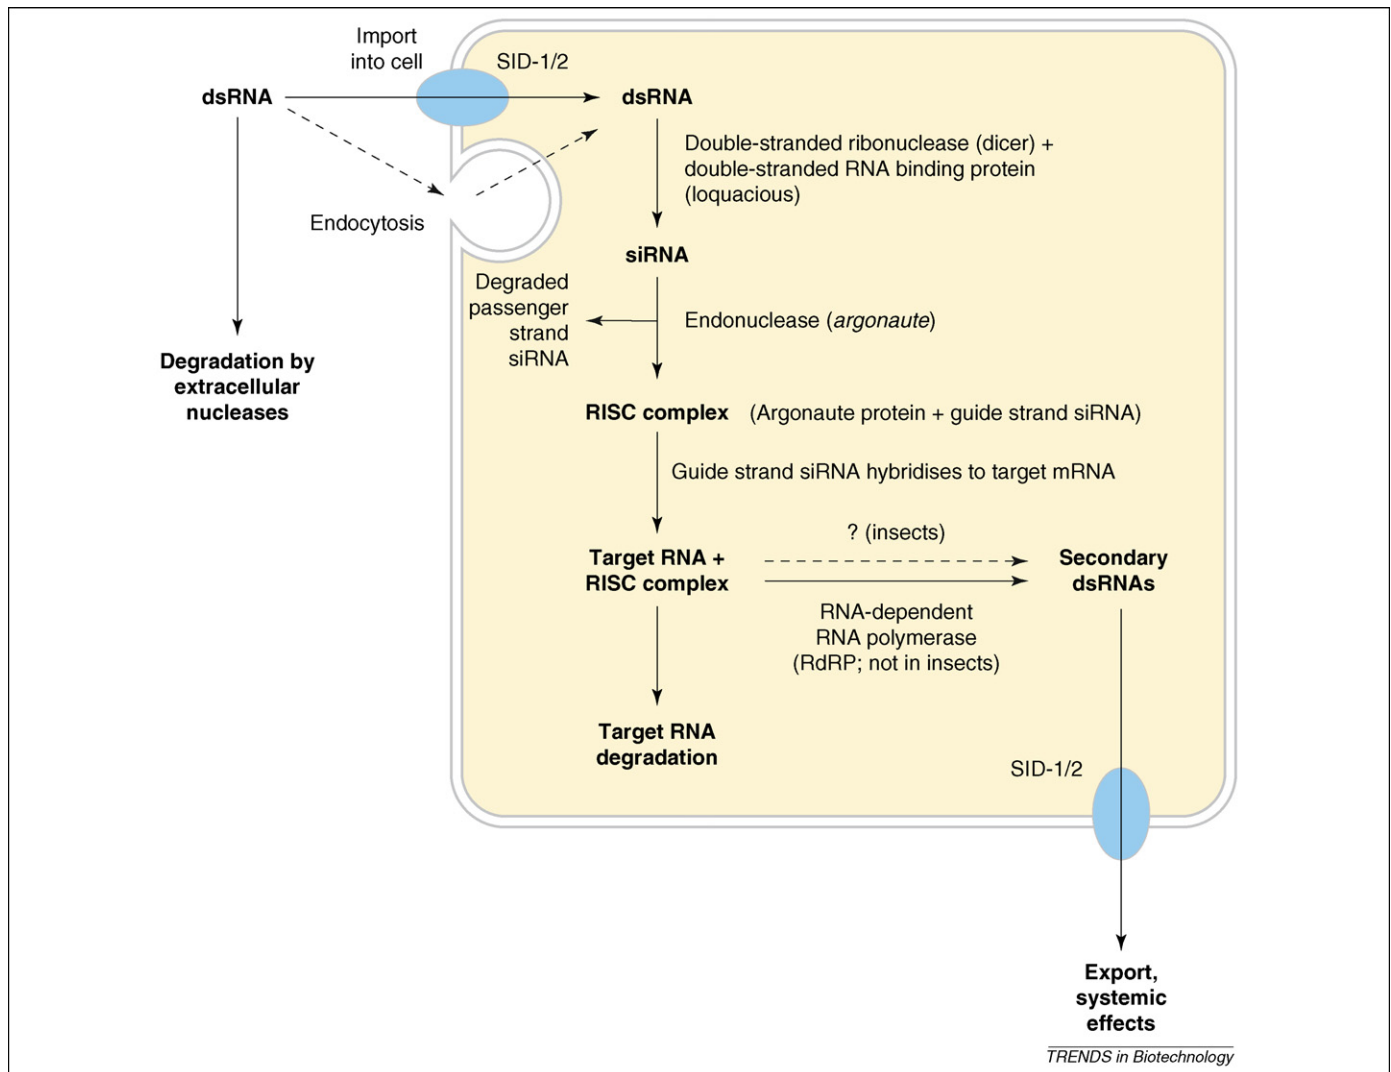 Import
into cell
SID-1/2
dsRNA
dsRNA
Double-stranded ribonuclease (dicer) +
double-stranded RNA binding protein
(loquacious)
Endocytosis
siRNA
Degraded
passenger
strand
siRNA
Endonuclease (argonaute)
Degradation by
extracellular
nucleases
RISC complex (Argonaute protein + guide strand siRNA)
Guide strand siRNA hybridises to target mRNA
? (insects)
Target RNA +
RISC complex
Secondary
dsRNAs
RNA-dependent
RNA polymerase
(RdRP; not in insects)
Target RNA
degradation
SID-1/2
Export,
systemic
effects
TRENDS in Biotechnology